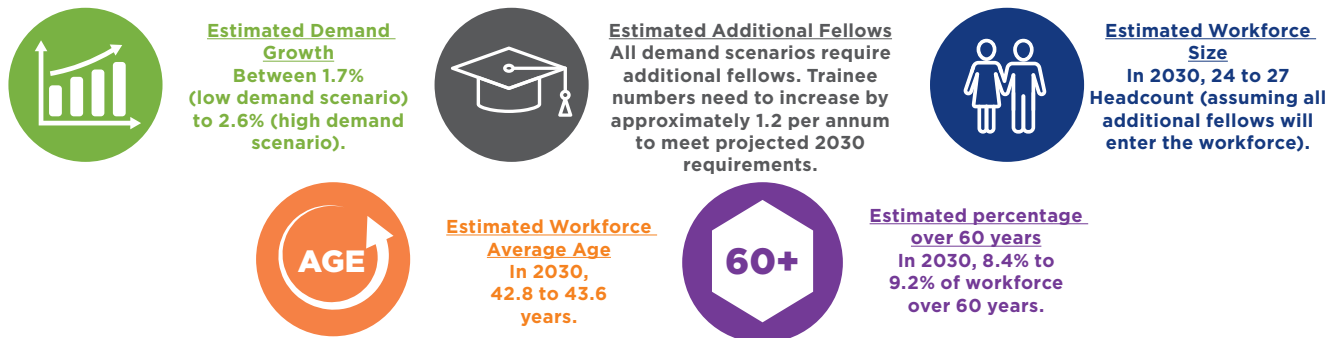 Estimated Demand
Growth
Between 1.7%
(low demand scenario)
to 2.6% (high demand
scenario).
Estimated Additional Fellows
All demand scenarios require
additional fellows. Trainee
numbers need to increase by
approximately 1.2 per annum
to meet projected 2030
requirements.
Estimated Workforce
Size
In 2030, 24 to 27
Headcount (assuming all
additional fellows will
enter the workforce).
AGE
Estimated Workforce
Average Age
In 2030,
42.8 to 43.6
years.
60+
Estimated percentage
over 60 years
In 2030, 8.4% to
9.2% of workforce
over 60 years.